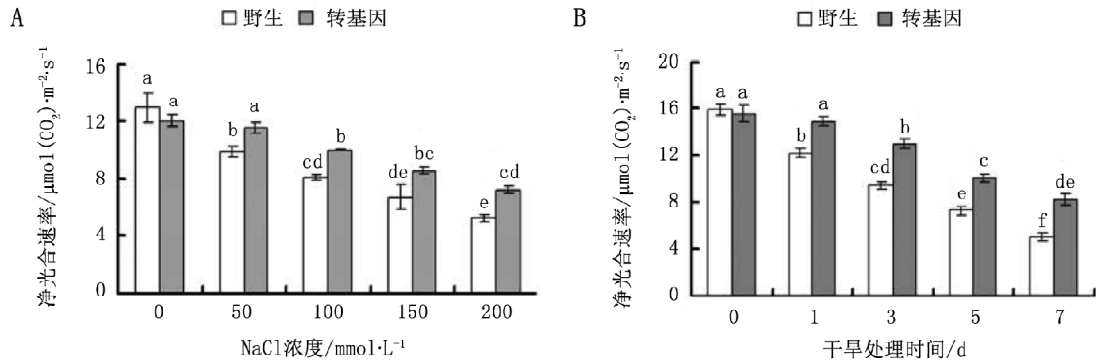 A
野生 转基因
净光合速率/μmol(CO₂)·m⁻²·s⁻¹
16
12
8
4
0
a a
b a
cd b
de bc
e cd
0 50 100 150 200
NaCl浓度/mmol·L⁻¹
B
野生 转基因
净光合速率/μmol(CO₂)·m⁻²·s⁻¹
20
16
12
8
4
0
a a
b a
cd b
e c
f de
0 1 3 5 7
干旱处理时间/d